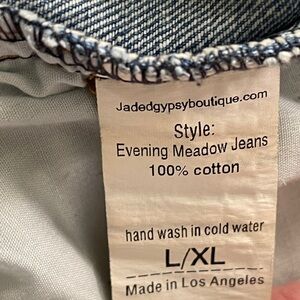 Jadedgypsyboutique.com
Style:
Evening Meadow Jeans
100% cotton
hand wash in cold water
L/XL
Made in Los Angeles